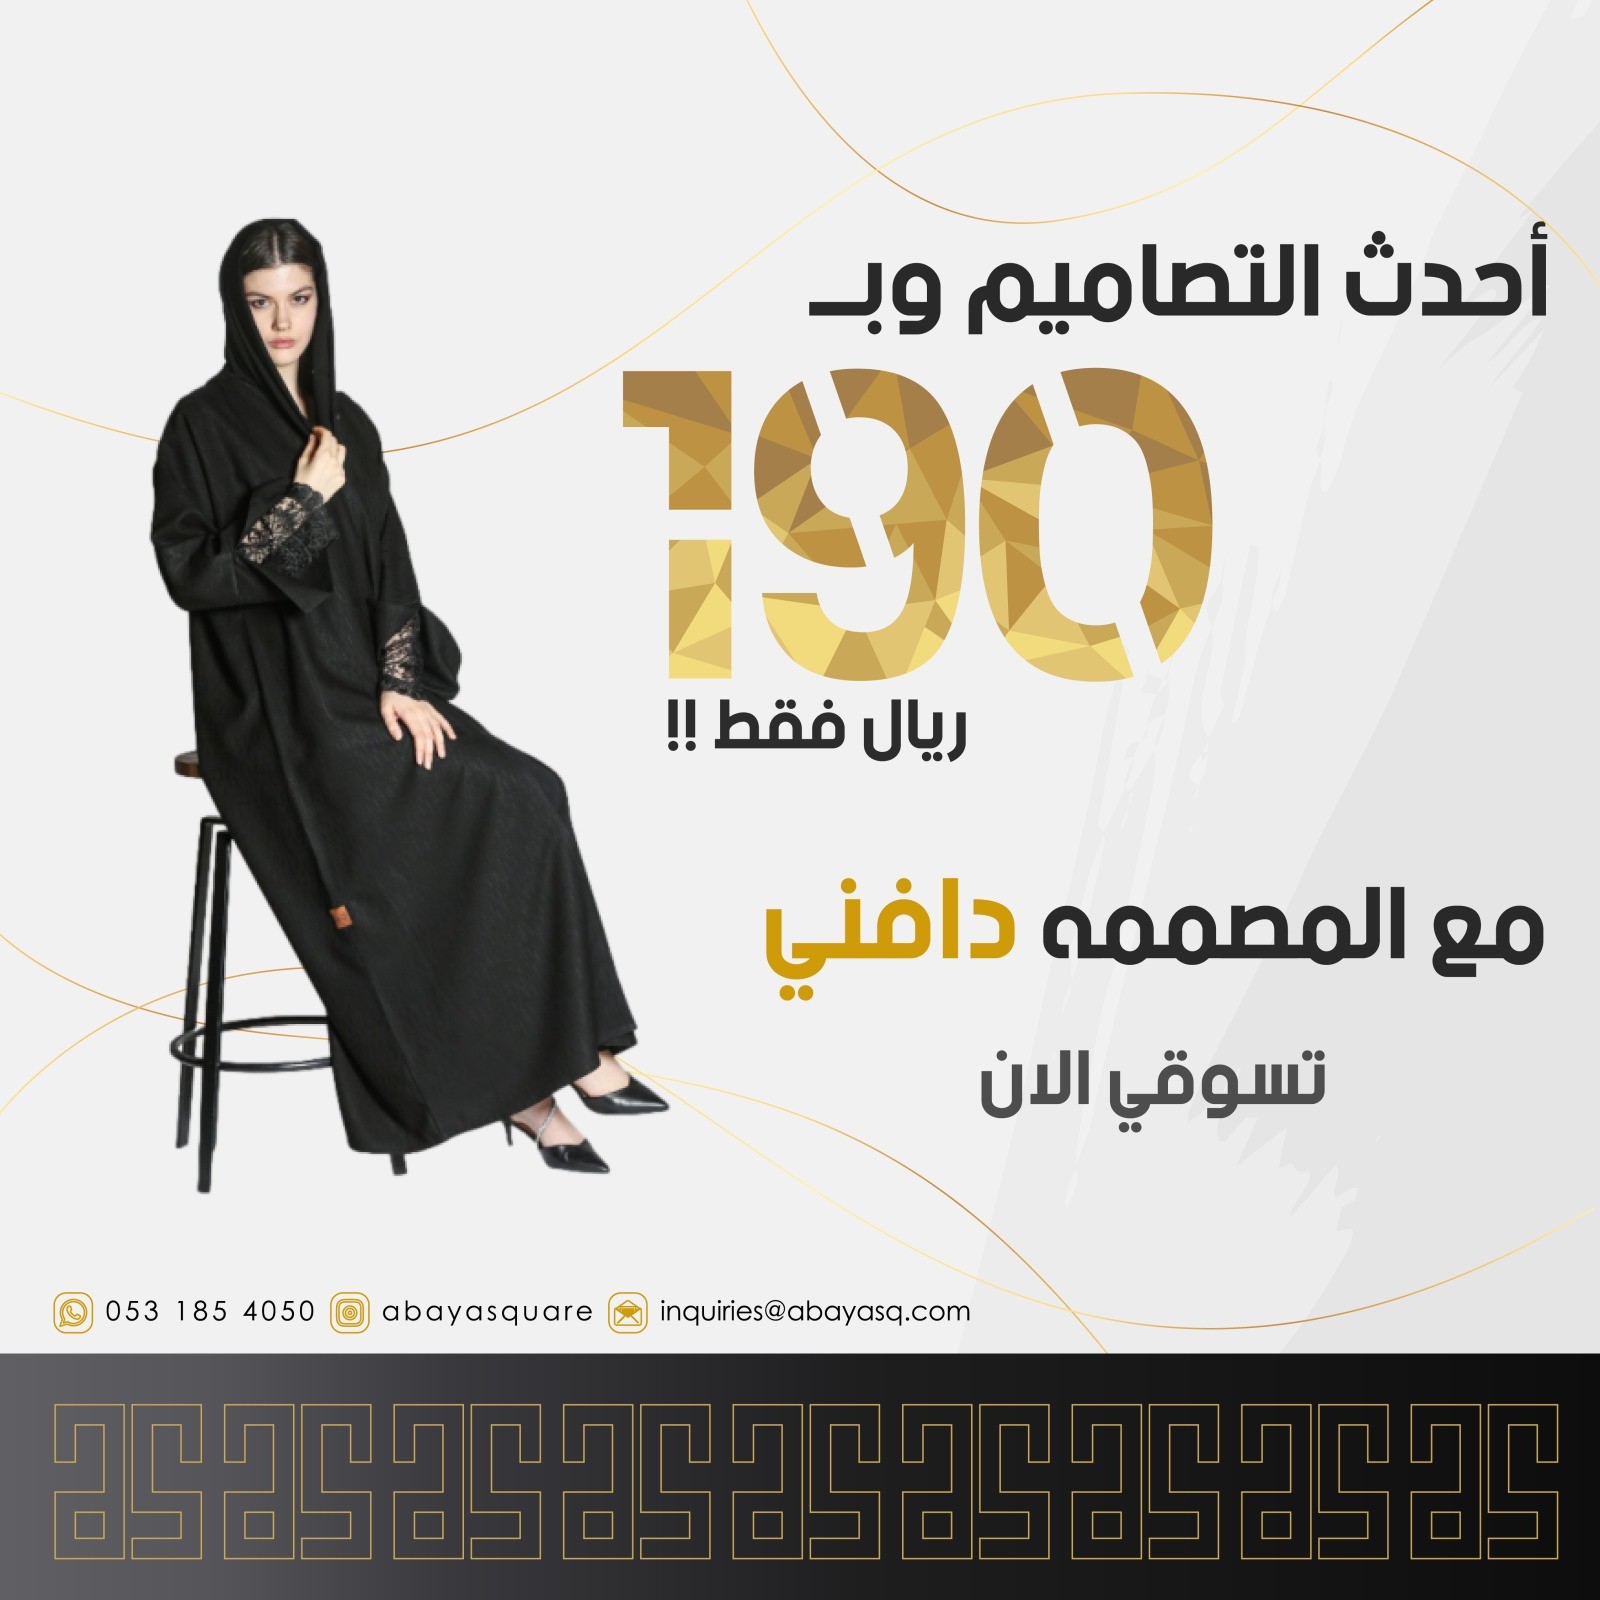 أحدث التصاميم وبـ
190
ريال فقط !!
مع المصممه دافني
تسوقي الان
053 185 4050 abayasquare inquiries@abayasq.com